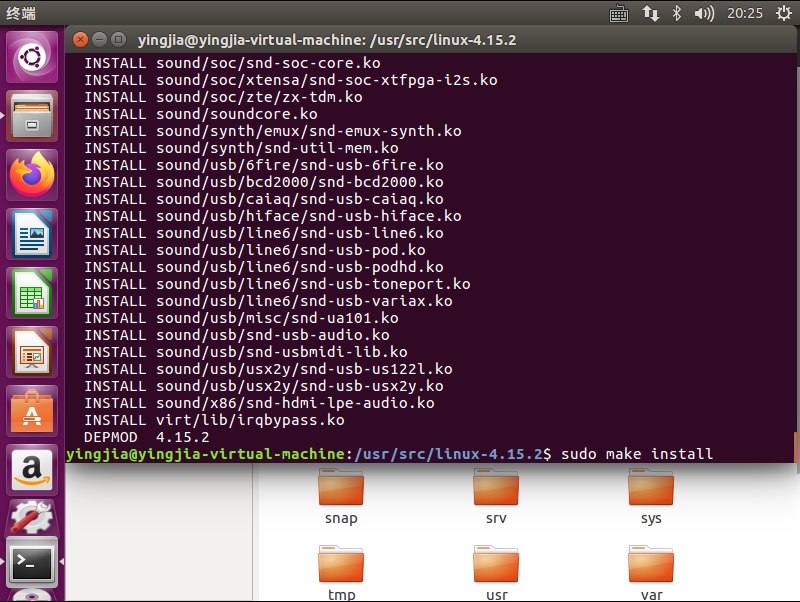 终端
20:25
yingjia@yingjia-virtual-machine: /usr/src/linux-4.15.2
INSTALL sound/soc/snd-soc-core.ko
INSTALL sound/soc/xtensa/snd-soc-xtfpga-i2s.ko
INSTALL sound/soc/zte/zx-tdm.ko
INSTALL sound/soundcore.ko
INSTALL sound/synth/emux/snd-emux-synth.ko
INSTALL sound/synth/snd-util-mem.ko
INSTALL sound/usb/6fire/snd-usb-6fire.ko
INSTALL sound/usb/bcd2000/snd-bcd2000.ko
INSTALL sound/usb/caiaq/snd-usb-caiaq.ko
INSTALL sound/usb/hiface/snd-usb-hiface.ko
INSTALL sound/usb/line6/snd-usb-line6.ko
INSTALL sound/usb/line6/snd-usb-pod.ko
INSTALL sound/usb/line6/snd-usb-podhd.ko
INSTALL sound/usb/line6/snd-usb-toneport.ko
INSTALL sound/usb/line6/snd-usb-variax.ko
INSTALL sound/usb/misc/snd-ua101.ko
INSTALL sound/usb/snd-usb-audio.ko
INSTALL sound/usb/snd-usbmidi-lib.ko
INSTALL sound/usb/usx2y/snd-usb-us122l.ko
INSTALL sound/usb/usx2y/snd-usb-usx2y.ko
INSTALL sound/x86/snd-hdmi-lpe-audio.ko
INSTALL virt/lib/irqbypass.ko
DEPMOD  4.15.2
yingjia@yingjia-virtual-machine:/usr/src/linux-4.15.2$ sudo make install
snap
srv
sys
tmp
usr
var